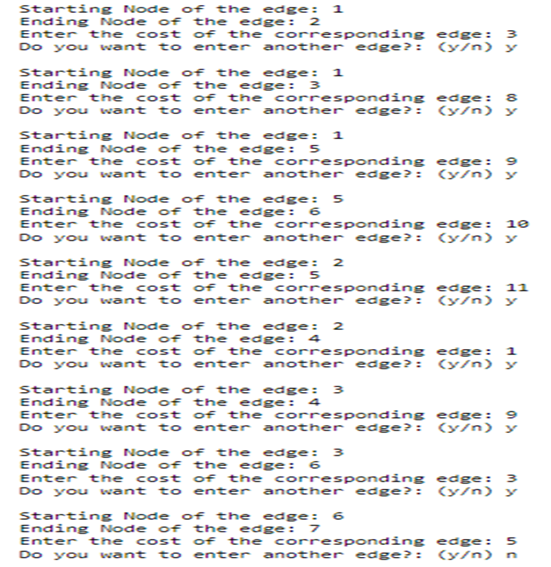 Starting Node of the edge: 1
Ending Node of the edge: 2
Enter the cost of the corresponding edge: 3
Do you want to enter another edge?: (y/n) y
Starting Node of the edge: 1
Ending Node of the edge: 3
Enter the cost of the corresponding edge: 8
Do you want to enter another edge?: (y/n) y
Starting Node of the edge: 1
Ending Node of the edge: 5
Enter the cost of the corresponding edge: 9
Do you want to enter another edge?: (y/n) y
Starting Node of the edge: 5
Ending Node of the edge: 6
Enter the cost of the corresponding edge: 10
Do you want to enter another edge?: (y/n) y
Starting Node of the edge: 2
Ending Node of the edge: 5
Enter the cost of the corresponding edge: 11
Do you want to enter another edge?: (y/n) y
Starting Node of the edge: 2
Ending Node of the edge: 4
Enter the cost of the corresponding edge: 1
Do you want to enter another edge?: (y/n) y
Starting Node of the edge: 3
Ending Node of the edge: 4
Enter the cost of the corresponding edge: 9
Do you want to enter another edge?: (y/n) y
Starting Node of the edge: 3
Ending Node of the edge: 6
Enter the cost of the corresponding edge: 3
Do you want to enter another edge?: (y/n) y
Starting Node of the edge: 6
Ending Node of the edge: 7
Enter the cost of the corresponding edge: 5
Do you want to enter another edge?: (y/n) n